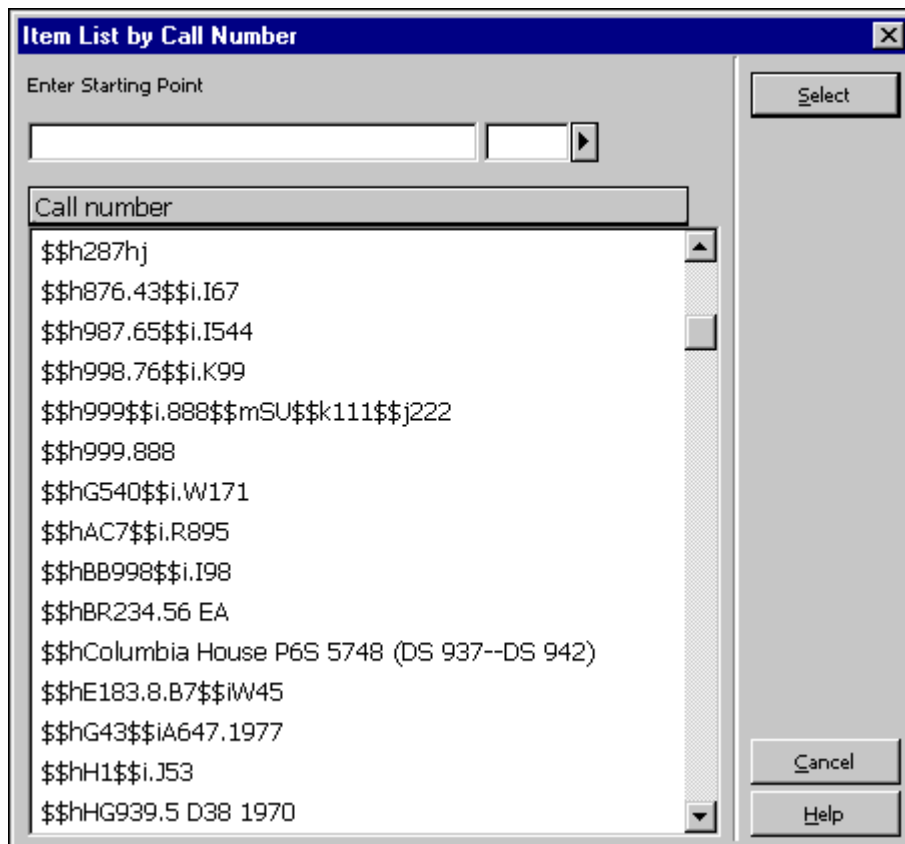 Item List by Call Number
Enter Starting Point
Select
Call number
$$h287hj
$$h876.43$$i.I67
$$h987.65$$i.I544
$$h998.76$$i.K99
$$h999$$i.888$$mSU$$k111$$j222
$$h999.888
$$hG540$$i.W171
$$hAC7$$i.R895
$$hBB998$$i.I98
$$hBR234.56 EA
$$hColumbia House P6S 5748 (DS 937--DS 942)
$$hE183.8.B7$$iW45
$$hG43$$iA647.1977
$$hH1$$i.J53
$$hHG939.5 D38 1970
Cancel
Help